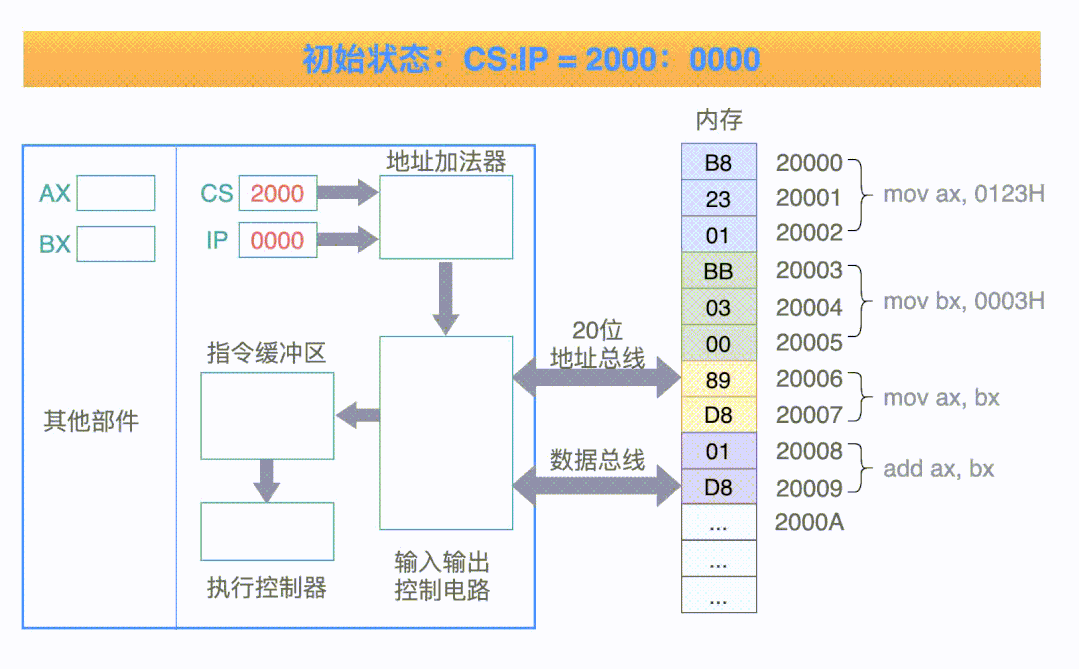 初始状态：CS:IP = 2000：0000
内存
地址加法器
AX
CS 2000
IP 0000
BX
指令缓冲区
其他部件
执行控制器
输入输出
控制电路
20位
地址总线
数据总线
B8 20000
23 20001
01 20002
mov ax, 0123H
BB 20003
03 20004
00 20005
mov bx, 0003H
89 20006
D8 20007
mov ax, bx
01 20008
D8 20009
add ax, bx
... 2000A
...
...